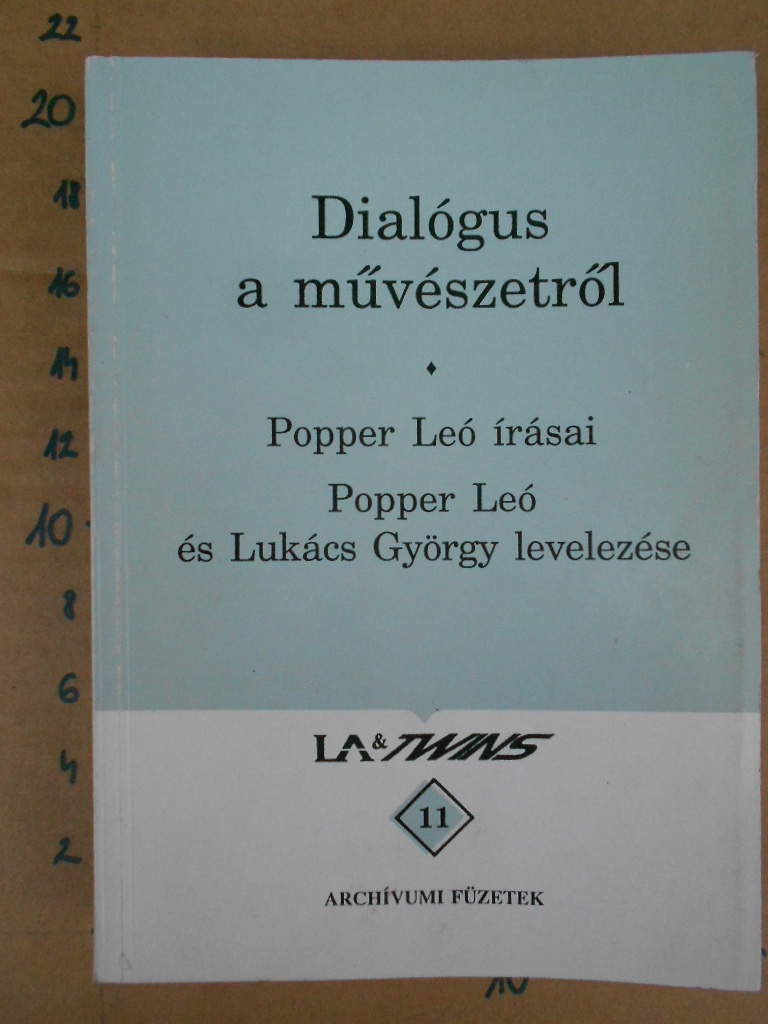 22
20
18
16
14
12
10
8
6
4
2
Dialógus
a művészetről
Popper Leó írásai
Popper Leó
és Lukács György levelezése
LA & TWINS
11
ARCHÍVUMI FÜZETEK
10